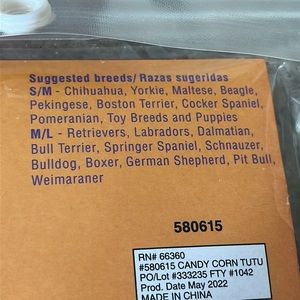 Suggested breeds/ Razas sugeridas
S/M - Chihuahua, Yorkie, Maltese, Beagle,
Pekingese, Boston Terrier, Cocker Spaniel,
Pomeranian, Toy Breeds and Puppies
M/L - Retrievers, Labradors, Dalmatian,
Bull Terrier, Springer Spaniel, Schnauzer,
Bulldog, Boxer, German Shepherd, Pit Bull,
Weimaraner
580615
RN# 66360
#580615 CANDY CORN TUTU
PO/Lot #333235 FTY #1042
Prod. Date May 2022
MADE IN CHINA